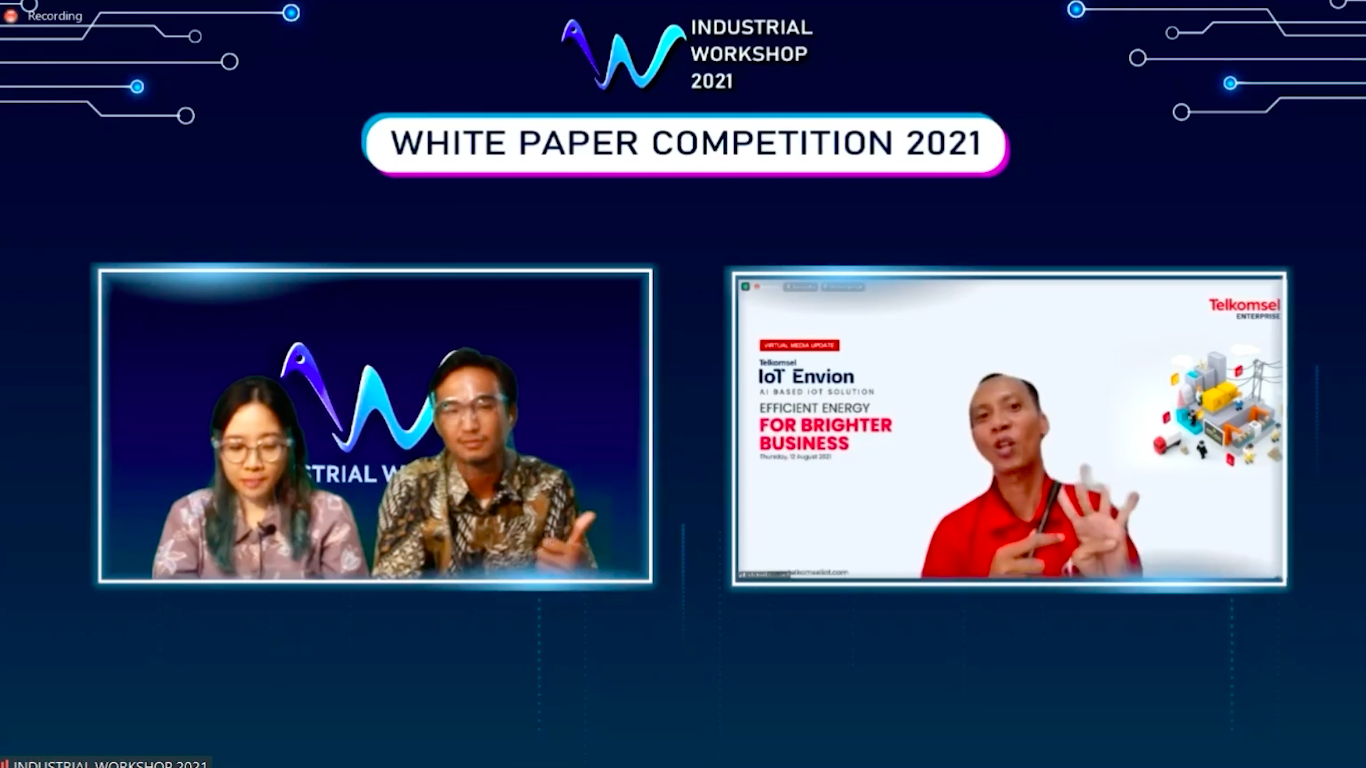 Recording
INDUSTRIAL
WORKSHOP
2021
WHITE PAPER COMPETITION 2021
STRIAL W
Telkomsel
ENTERPRISE
VIRTUAL MEDIA UPDATE
Telkomsel
IoT Envion
AI BASED IOT SOLUTION
EFFICIENT ENERGY
FOR BRIGHTER
BUSINESS
Thursday, 12 August 2021
INDUSTRIAL WORKSHOP 2021